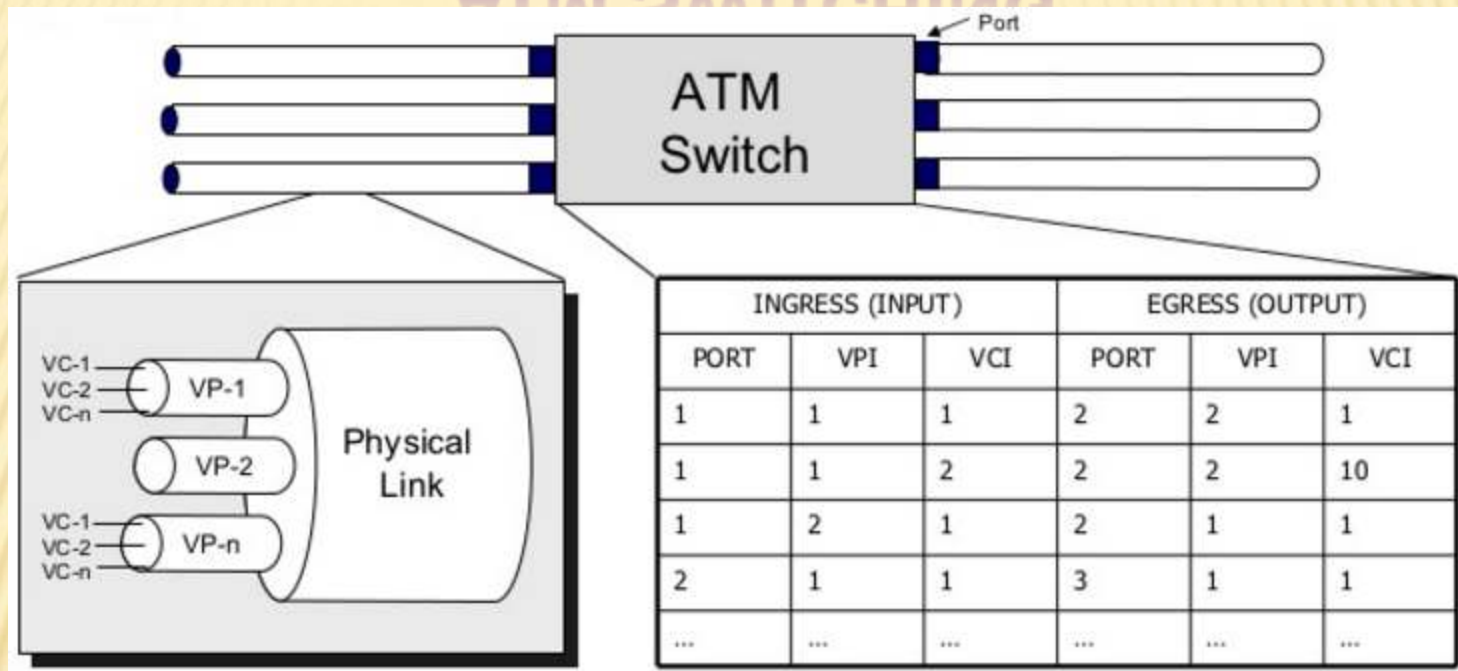 Port
ATM
Switch
VC-1
VC-2
VC-n
VP-1
VP-2
VC-1
VC-2
VC-n
VP-n
Physical
Link
INGRESS (INPUT) EGRESS (OUTPUT)
PORT VPI VCI PORT VPI VCI
1 1 1 2 2 1
1 1 2 2 2 10
1 2 1 2 1 1
2 1 1 3 1 1
... ... ... ... ... ...